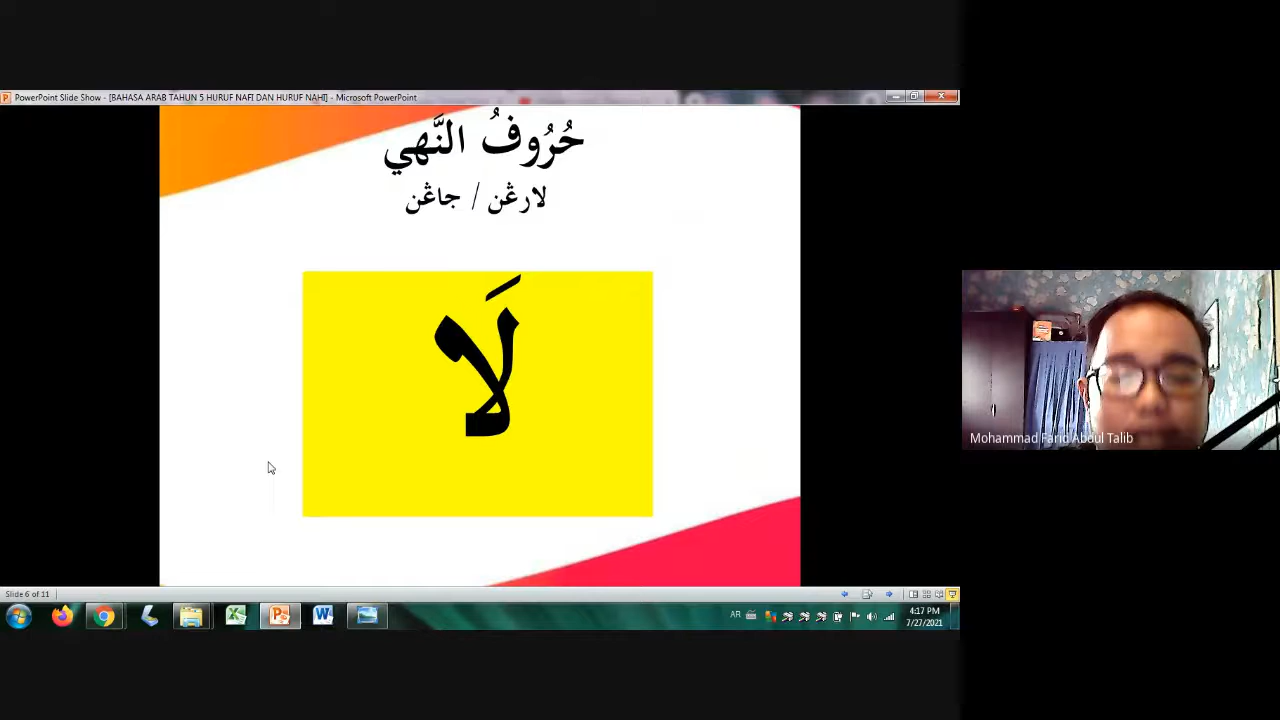 PowerPoint Slide Show - [BAHASA ARAB TAHUN 5 HURUF NAFI DAN HURUF NAHI] - Microsoft PowerPoint
حُرُوفُ النَّهي
لارڠن / جاڠن
لَا
Mohammad Farid Abdul Talib
Slide 6 of 11
AR
4:17 PM
7/27/2021